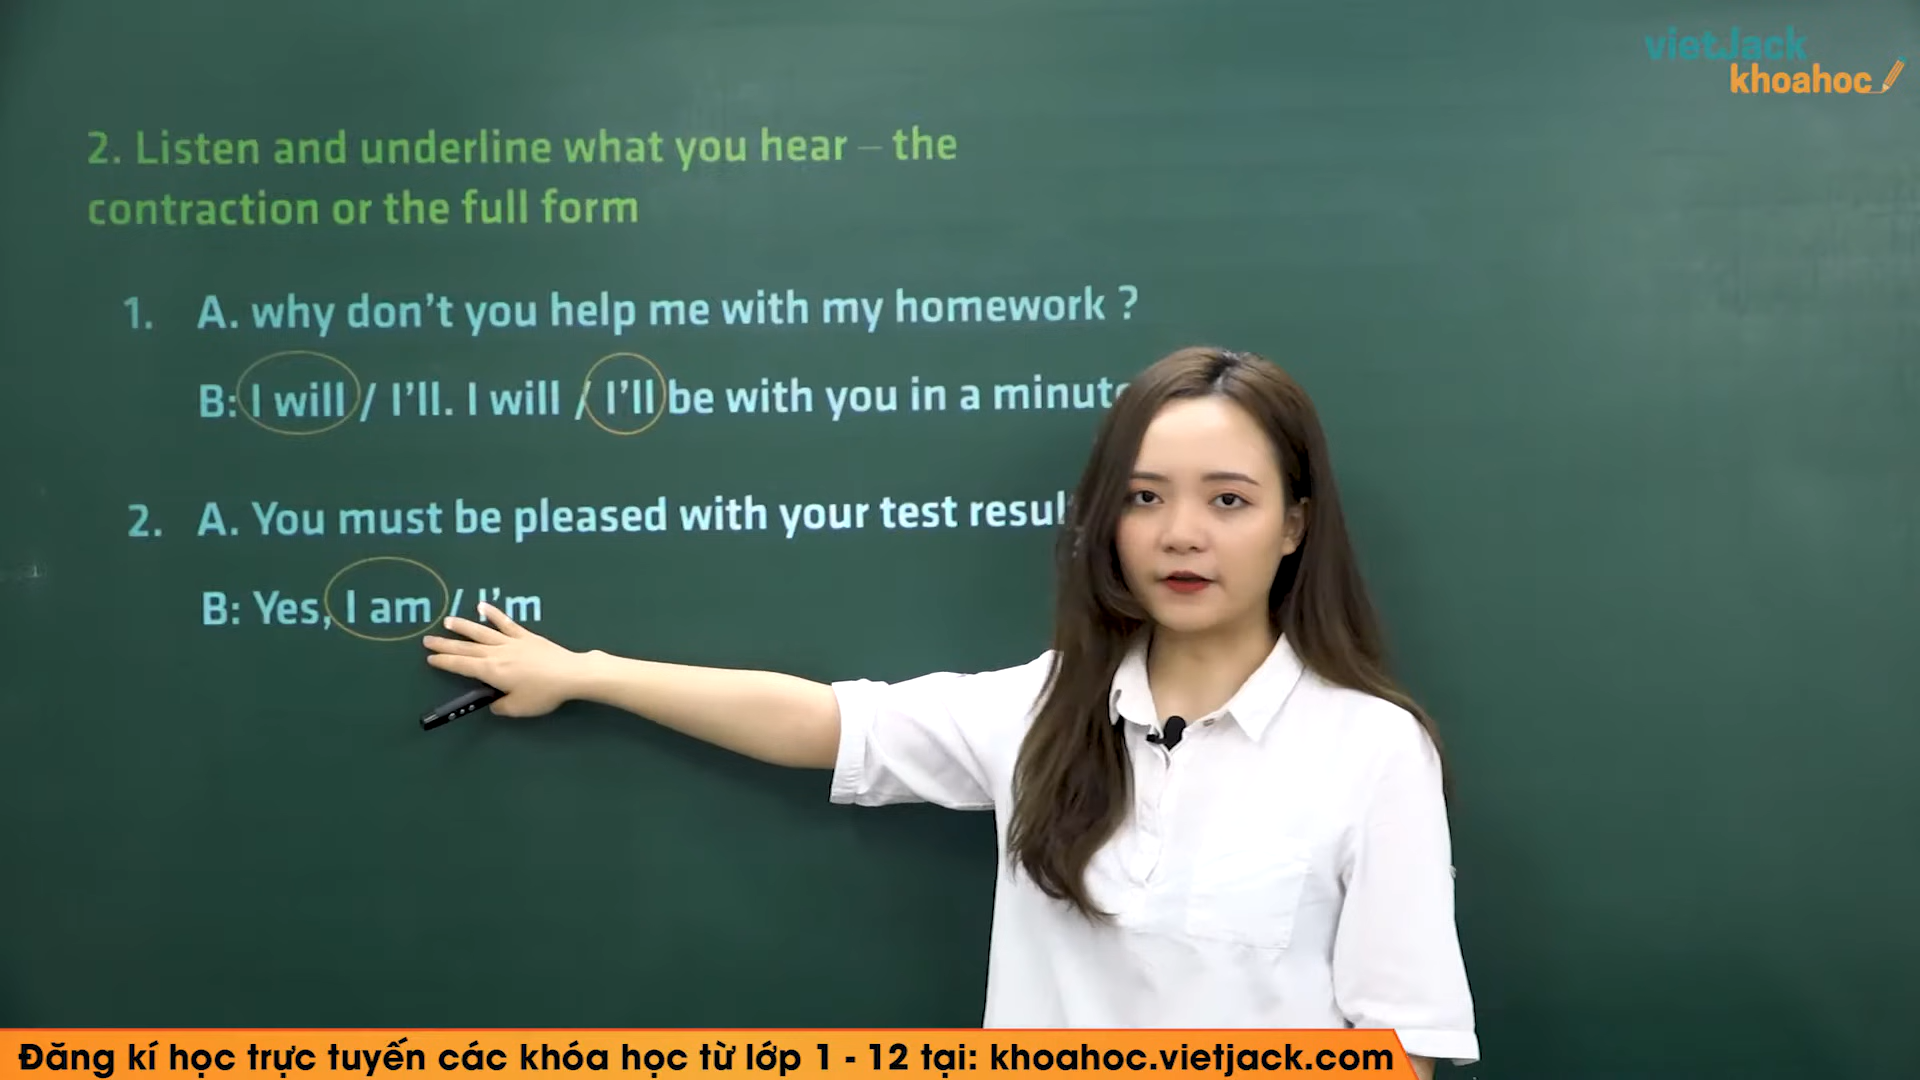 vietJack
khoahoc
2. Listen and underline what you hear – the
contraction or the full form
1. A. why don't you help me with my homework ?
B: I will / I'll. I will / I'll be with you in a
2. A. You must be pleased with your test
B: Yes, I am / I'm
Đăng kí học trực tuyến các khóa học từ lớp 1 - 12 tại: khoahoc.vietjack.com